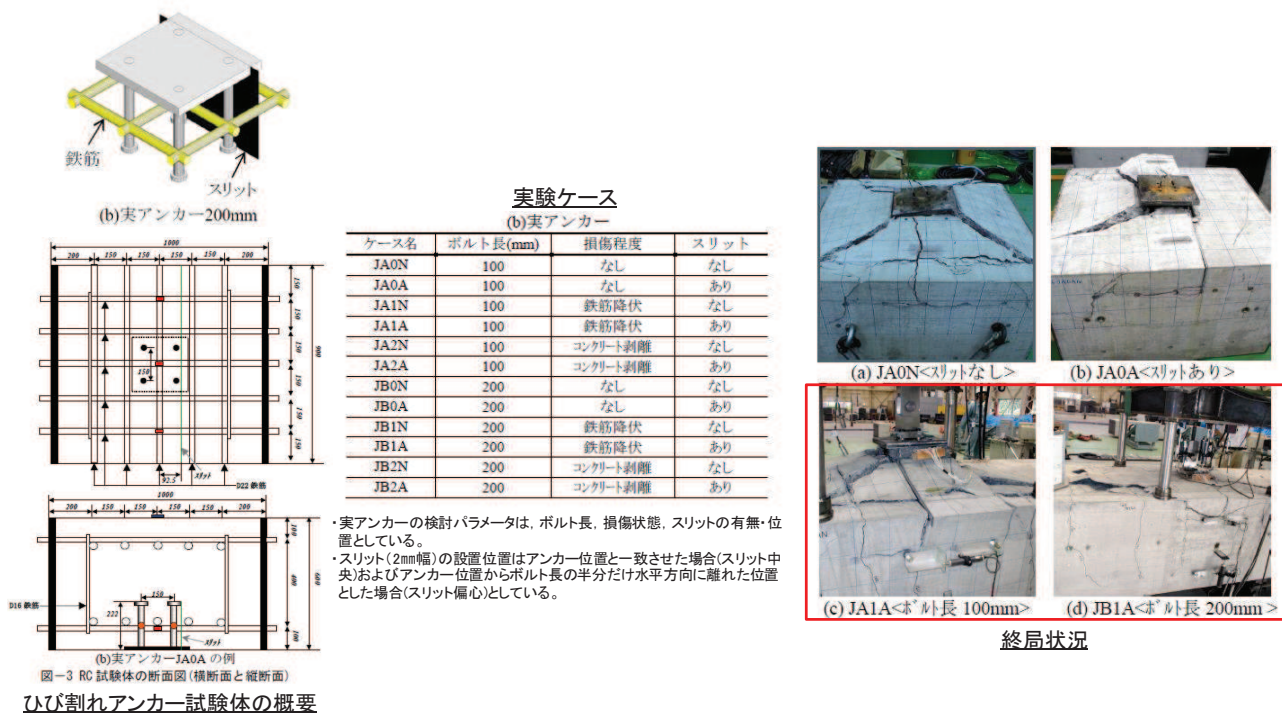 鉄筋
スリット
(b)実アンカー200mm
1000
200 150 150 150 150 200
150
150
150
150
150
150
900
150
92.5
スリット
D22 鉄筋
1000
200 150 150 150 150 200
100
400
600
100
150
222
D16 鉄筋
スリット
(b)実アンカーJA0A の例
図－3 RC 試験体の断面図(横断面と縦断面)
ひび割れアンカー試験体の概要
実験ケース
(b)実アンカー
ケース名 ボルト長(mm) 損傷程度 スリット
JA0N 100 なし なし
JA0A 100 なし あり
JA1N 100 鉄筋降伏 なし
JA1A 100 鉄筋降伏 あり
JA2N 100 コンクリート剥離 なし
JA2A 100 コンクリート剥離 あり
JB0N 200 なし なし
JB0A 200 なし あり
JB1N 200 鉄筋降伏 なし
JB1A 200 鉄筋降伏 あり
JB2N 200 コンクリート剥離 なし
JB2A 200 コンクリート剥離 あり
・実アンカーの検討パラメータは，ボルト長，損傷状態，スリットの有無・位
置としている。
・スリット(2mm幅)の設置位置はアンカー位置と一致させた場合(スリット中
央)およびアンカー位置からボルト長の半分だけ水平方向に離れた位置
とした場合(スリット偏心)としている。
(a) JA0N<スリットなし>
(b) JA0A<スリットあり>
(c) JA1A<ボルト長 100mm>
(d) JB1A<ボルト長 200mm >
終局状況